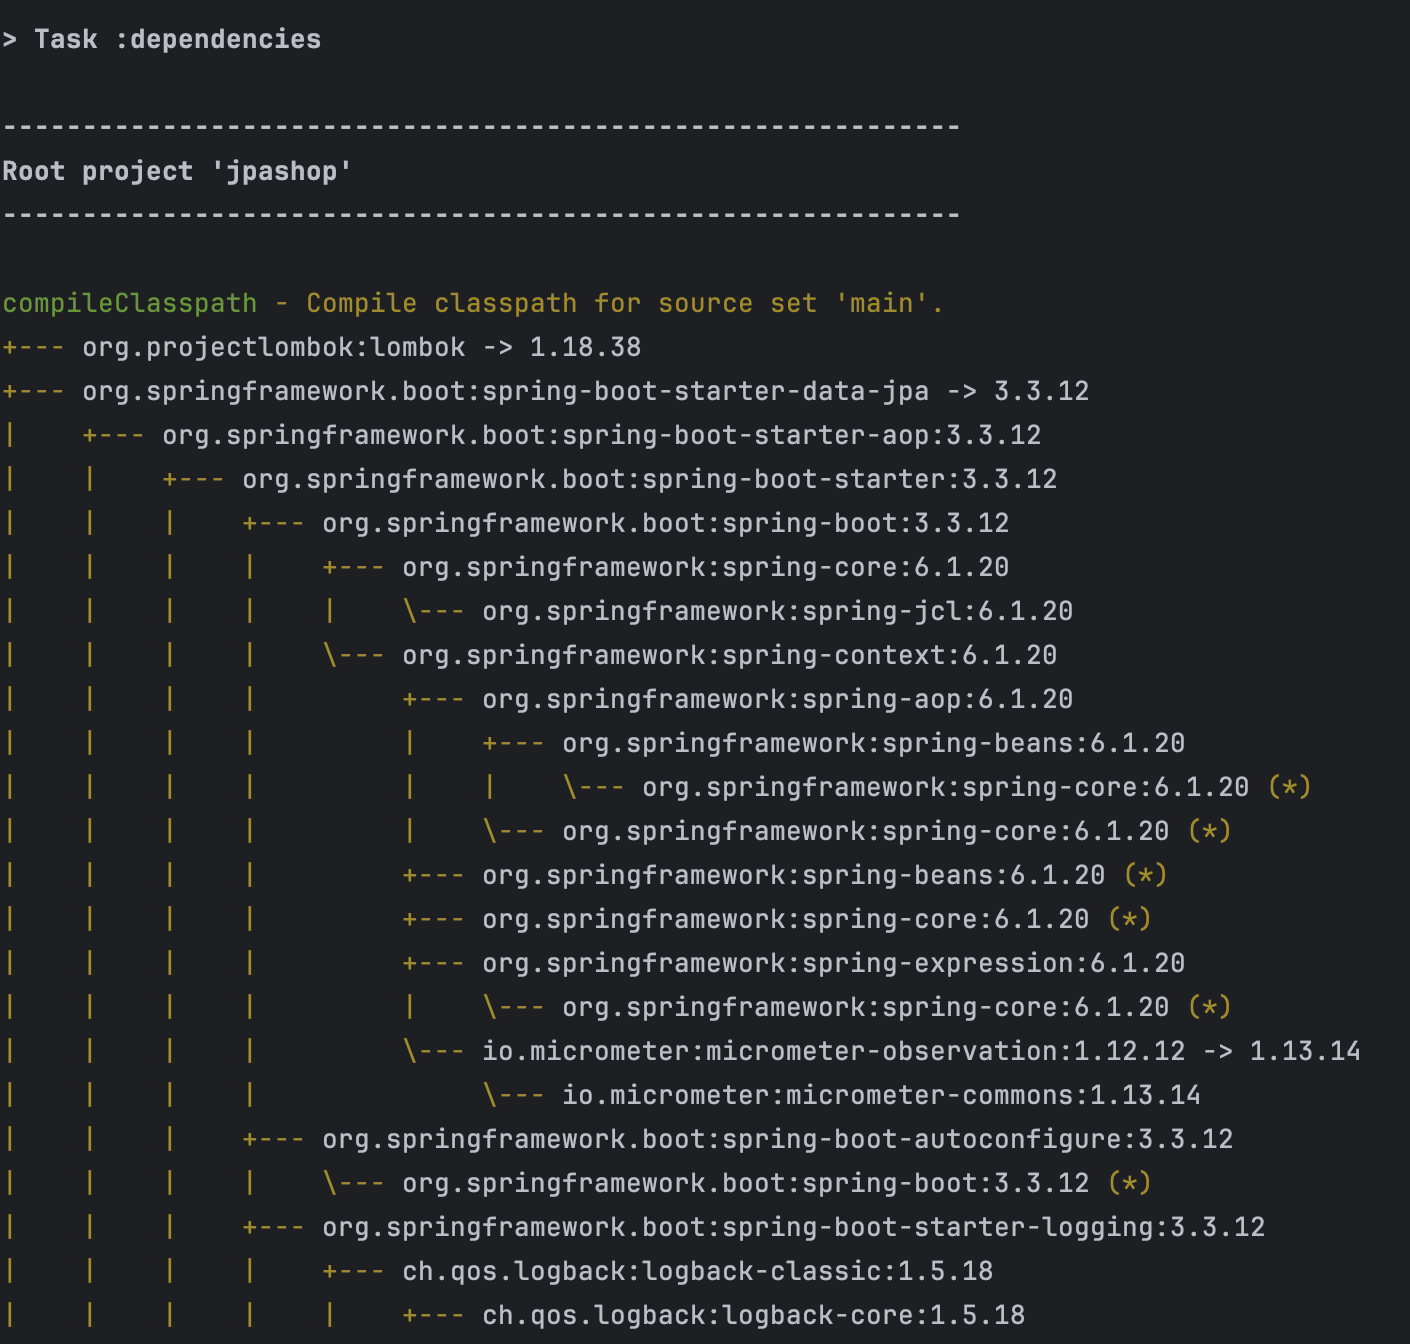 > Task :dependencies
------------------------------------------------------------
Root project 'jpashop'
------------------------------------------------------------
compileClasspath - Compile classpath for source set 'main'.
+--- org.projectlombok:lombok -> 1.18.38
+--- org.springframework.boot:spring-boot-starter-data-jpa -> 3.3.12
|    +--- org.springframework.boot:spring-boot-starter-aop:3.3.12
|    |    +--- org.springframework.boot:spring-boot-starter:3.3.12
|    |    |    +--- org.springframework.boot:spring-boot:3.3.12
|    |    |    |    +--- org.springframework:spring-core:6.1.20
|    |    |    |    |    \--- org.springframework:spring-jcl:6.1.20
|    |    |    |    \--- org.springframework:spring-context:6.1.20
|    |    |    |         +--- org.springframework:spring-aop:6.1.20
|    |    |    |         |    +--- org.springframework:spring-beans:6.1.20
|    |    |    |         |    |    \--- org.springframework:spring-core:6.1.20 (*)
|    |    |    |         |    \--- org.springframework:spring-core:6.1.20 (*)
|    |    |    |         +--- org.springframework:spring-beans:6.1.20 (*)
|    |    |    |         +--- org.springframework:spring-core:6.1.20 (*)
|    |    |    |         +--- org.springframework:spring-expression:6.1.20
|    |    |    |         |    \--- org.springframework:spring-core:6.1.20 (*)
|    |    |    |         \--- io.micrometer:micrometer-observation:1.12.12 -> 1.13.14
|    |    |    |              \--- io.micrometer:micrometer-commons:1.13.14
|    |    |    +--- org.springframework.boot:spring-boot-autoconfigure:3.3.12
|    |    |    |    \--- org.springframework.boot:spring-boot:3.3.12 (*)
|    |    |    +--- org.springframework.boot:spring-boot-starter-logging:3.3.12
|    |    |    |    +--- ch.qos.logback:logback-classic:1.5.18
|    |    |    |    |    +--- ch.qos.logback:logback-core:1.5.18